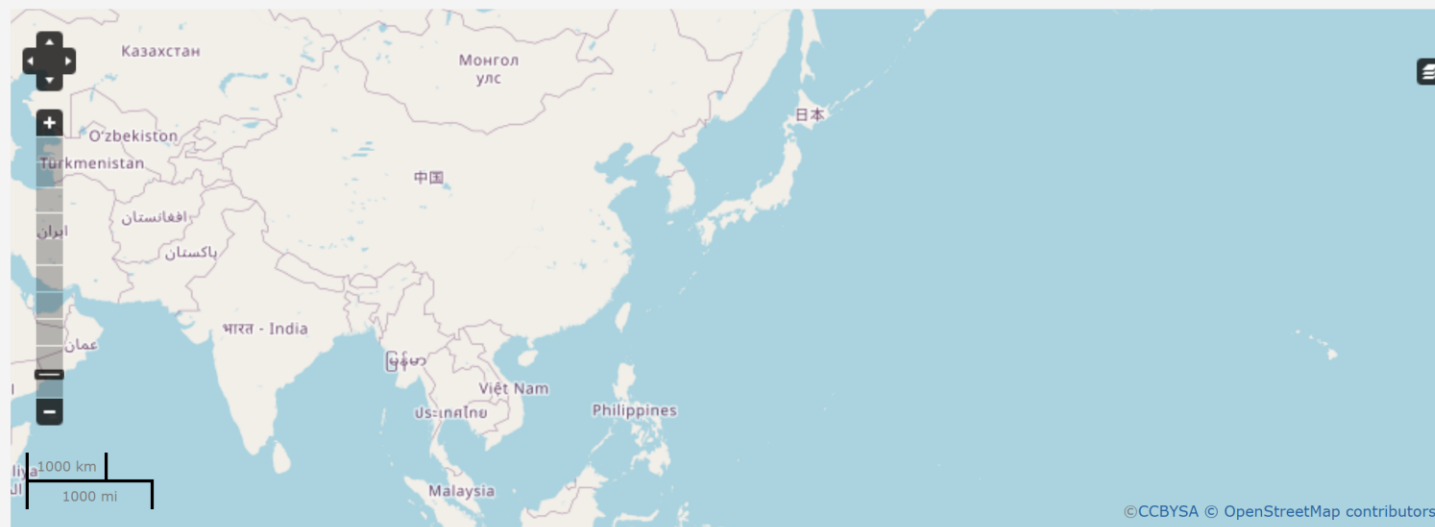 Казахстан
Монгол
улс
日本
O'zbekiston
Türkmenistan
中国
افغانستان
ایران
پاکستان
भारत - India
عمان
မြန်မာ
Việt Nam
ประเทศไทย
Philippines
1000 km
1000 mi
Malaysia
©CCBYSA © OpenStreetMap contributors